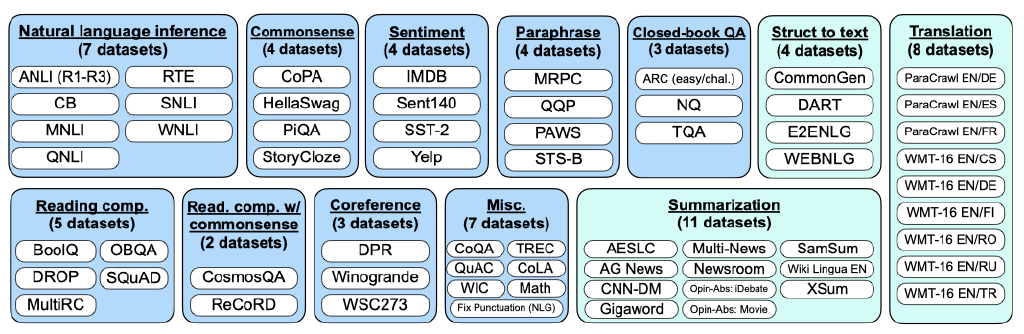 Natural language inference
(7 datasets)
ANLI (R1-R3)
RTE
CB
SNLI
MNLI
WNLI
QNLI
Commonsense
(4 datasets)
CoPA
HellaSwag
PiQA
StoryCloze
Sentiment
(4 datasets)
IMDB
Sent140
SST-2
Yelp
Paraphrase
(4 datasets)
MRPC
QQP
PAWS
STS-B
Closed-book QA
(3 datasets)
ARC (easy/chal.)
NQ
TQA
Struct to text
(4 datasets)
CommonGen
DART
E2ENLG
WEBNLG
Translation
(8 datasets)
ParaCrawl EN/DE
ParaCrawl EN/ES
ParaCrawl EN/FR
WMT-16 EN/CS
WMT-16 EN/DE
WMT-16 EN/FI
WMT-16 EN/RO
WMT-16 EN/RU
WMT-16 EN/TR
Reading comp.
(5 datasets)
BoolQ
OBQA
DROP
SQuAD
MultiRC
Read. comp. w/
commonsense
(2 datasets)
CosmosQA
ReCoRD
Coreference
(3 datasets)
DPR
Winogrande
WSC273
Misc.
(7 datasets)
CoQA
TREC
QuAC
CoLA
WIC
Math
Fix Punctuation (NLG)
Summarization
(11 datasets)
AESLC
Multi-News
SamSum
AG News
Newsroom
Wiki Lingua EN
CNN-DM
Opin-Abs: iDebate
XSum
Gigaword
Opin-Abs: Movie